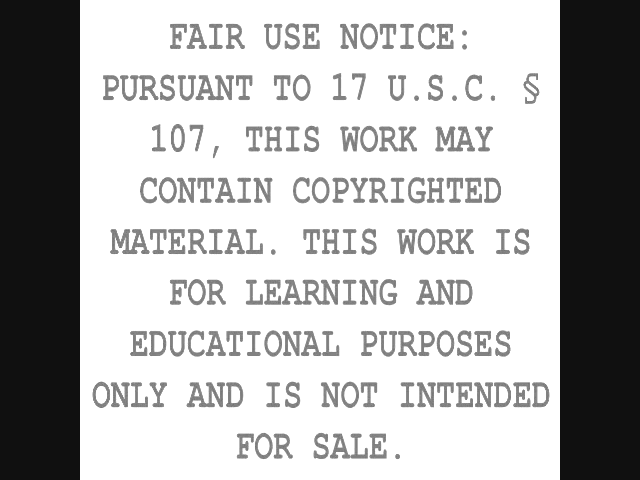 FAIR USE NOTICE:
PURSUANT TO 17 U.S.C. §
107, THIS WORK MAY
CONTAIN COPYRIGHTED
MATERIAL. THIS WORK IS
FOR LEARNING AND
EDUCATIONAL PURPOSES
ONLY AND IS NOT INTENDED
FOR SALE.